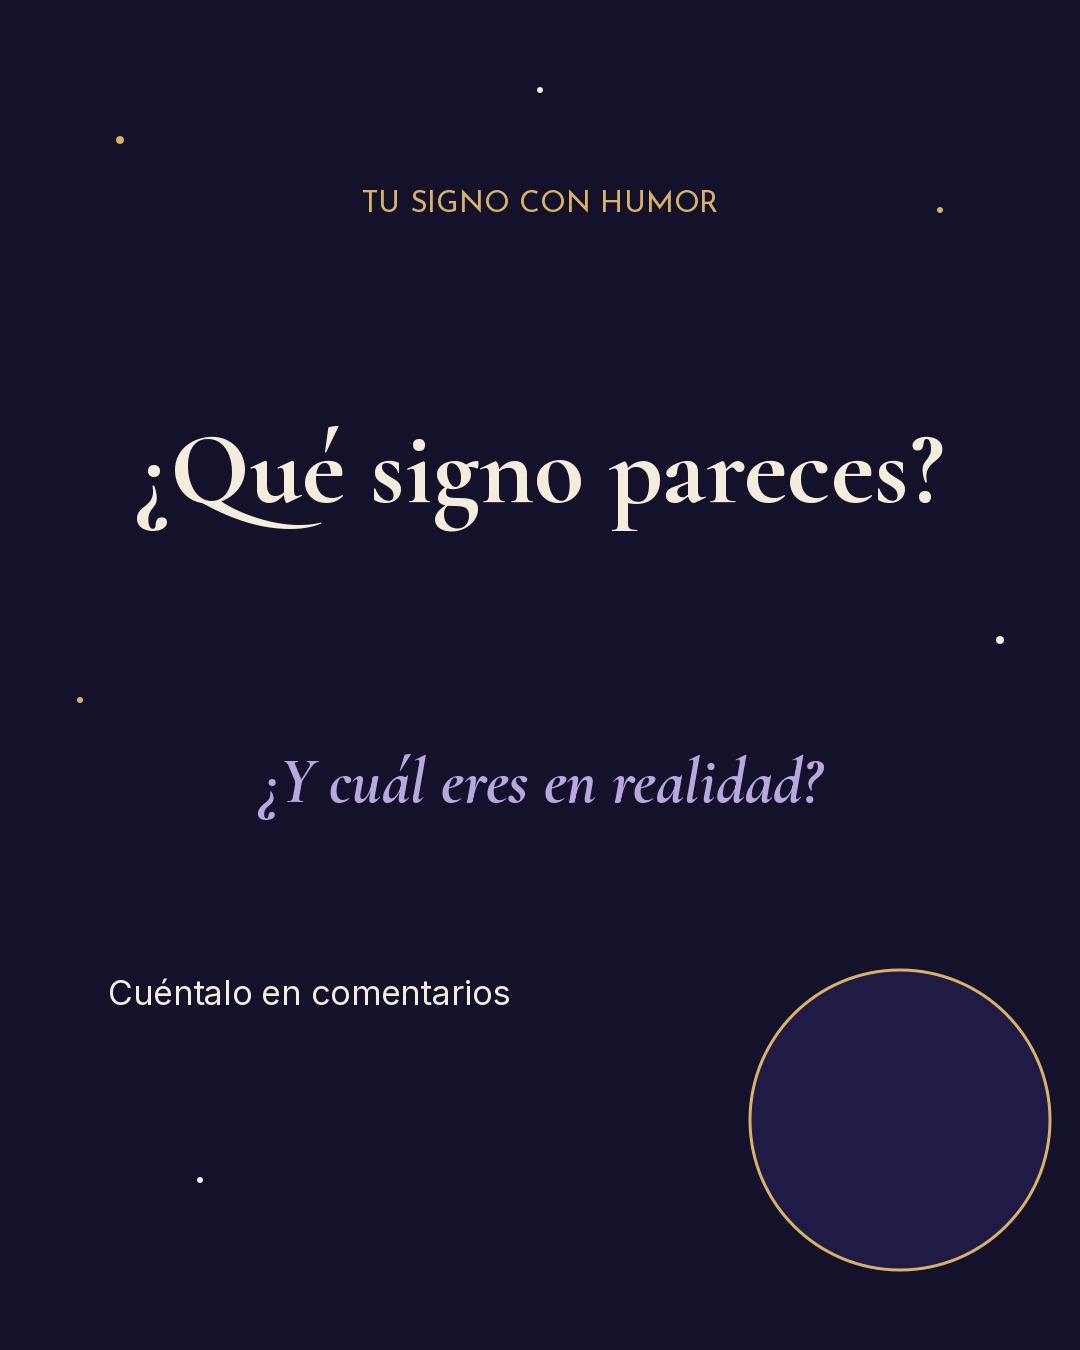 TU SIGNO CON HUMOR
¿Qué signo pareces?
¿Y cuál eres en realidad?
Cuéntalo en comentarios